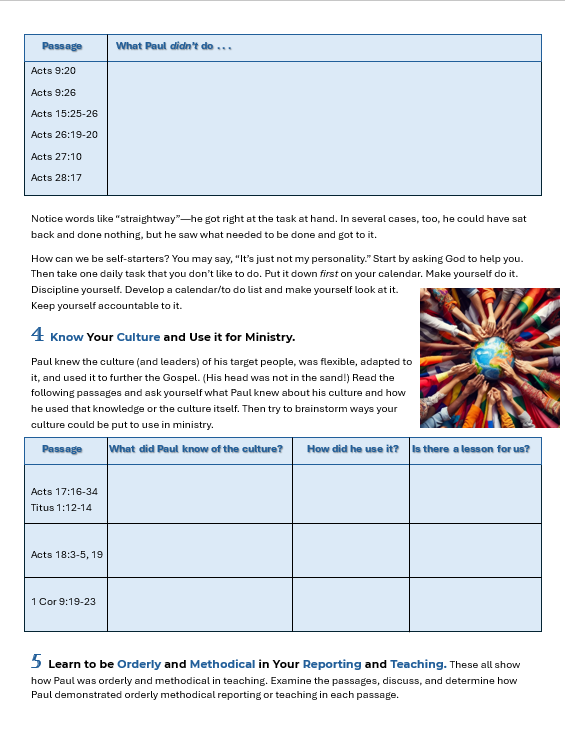 Passage What Paul didn't do . . .
Acts 9:20
Acts 9:26
Acts 15:25-26
Acts 26:19-20
Acts 27:10
Acts 28:17
Notice words like “straightway”—he got right at the task at hand. In several cases, too, he could have sat
back and done nothing, but he saw what needed to be done and got to it.
How can we be self-starters? You may say, “It’s just not my personality.” Start by asking God to help you.
Then take one daily task that you don’t like to do. Put it down first on your calendar. Make yourself do it.
Discipline yourself. Develop a calendar/to do list and make yourself look at it.
Keep yourself accountable to it.
4 Know Your Culture and Use it for Ministry.
Paul knew the culture (and leaders) of his target people, was flexible, adapted to
it, and used it to further the Gospel. (His head was not in the sand!) Read the
following passages and ask yourself what Paul knew about his culture and how
he used that knowledge or the culture itself. Then try to brainstorm ways your
culture could be put to use in ministry.
Passage What did Paul know of the culture? How did he use it? Is there a lesson for us?
Acts 17:16-34
Titus 1:12-14
Acts 18:3-5, 19
1 Cor 9:19-23
5 Learn to be Orderly and Methodical in Your Reporting and Teaching. These all show
how Paul was orderly and methodical in teaching. Examine the passages, discuss, and determine how
Paul demonstrated orderly methodical reporting or teaching in each passage.